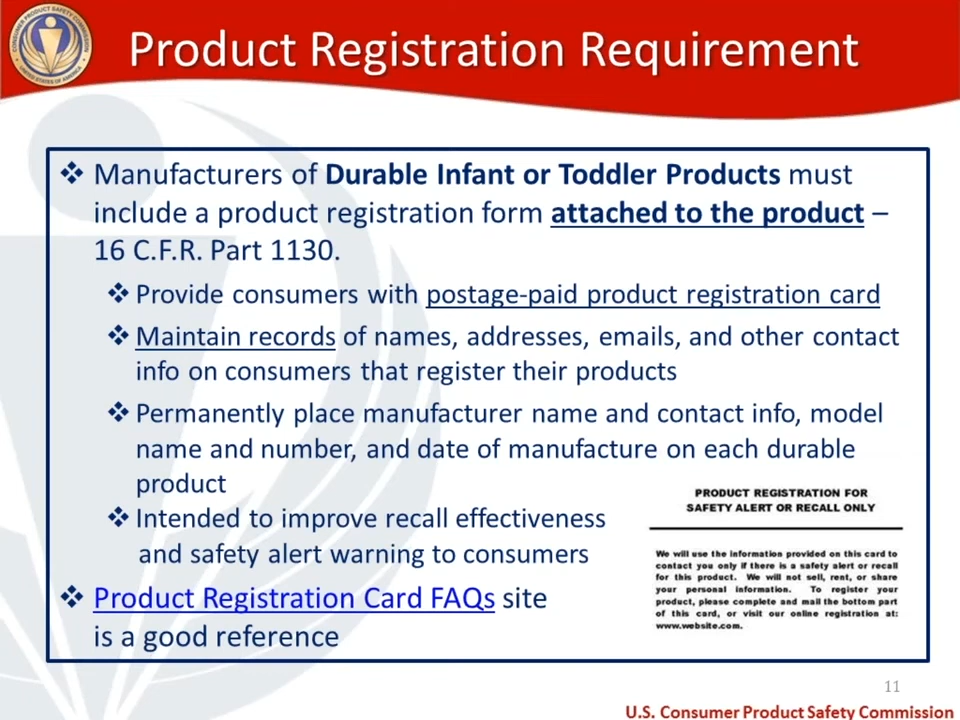 CONSUMER PRODUCT SAFETY COMMISSION
UNITED STATES OF AMERICA
Product Registration Requirement
❖ Manufacturers of Durable Infant or Toddler Products must
include a product registration form attached to the product –
16 C.F.R. Part 1130.
❖ Provide consumers with postage-paid product registration card
❖ Maintain records of names, addresses, emails, and other contact
info on consumers that register their products
❖ Permanently place manufacturer name and contact info, model
name and number, and date of manufacture on each durable
product
❖ Intended to improve recall effectiveness
and safety alert warning to consumers
❖ Product Registration Card FAQs site
is a good reference
PRODUCT REGISTRATION FOR
SAFETY ALERT OR RECALL ONLY
We will use the information provided on this card to
contact you only if there is a safety alert or recall
for this product. We will not sell, rent, or share
your personal information. To register your
product, please complete and mail the bottom part
of this card, or visit our online registration at:
www.website.com.
11
U.S. Consumer Product Safety Commission